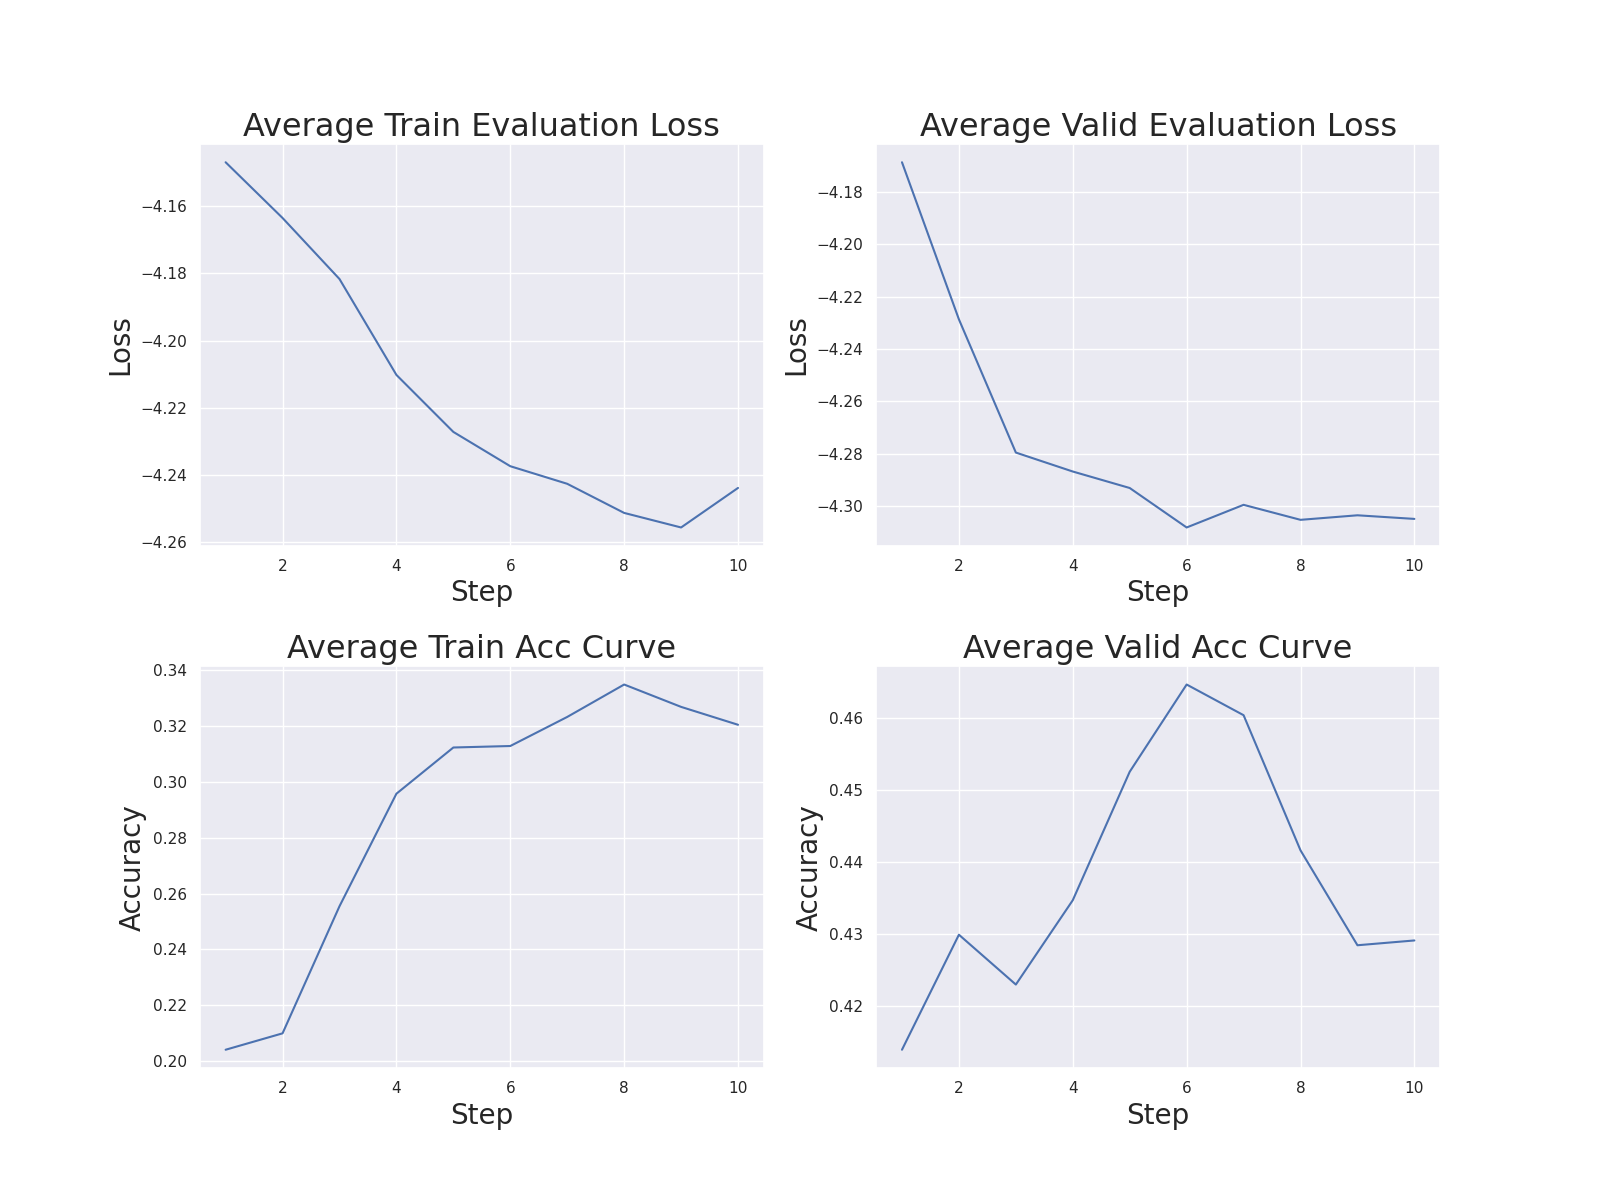 Average Train Evaluation Loss
−4.16
−4.18
−4.20
−4.22
−4.24
−4.26
Loss
2 4 6 8 10
Step
Average Valid Evaluation Loss
−4.18
−4.20
−4.22
−4.24
−4.26
−4.28
−4.30
Loss
2 4 6 8 10
Step
Average Train Acc Curve
0.34
0.32
0.30
0.28
0.26
0.24
0.22
0.20
Accuracy
2 4 6 8 10
Step
Average Valid Acc Curve
0.46
0.45
0.44
0.43
0.42
Accuracy
2 4 6 8 10
Step